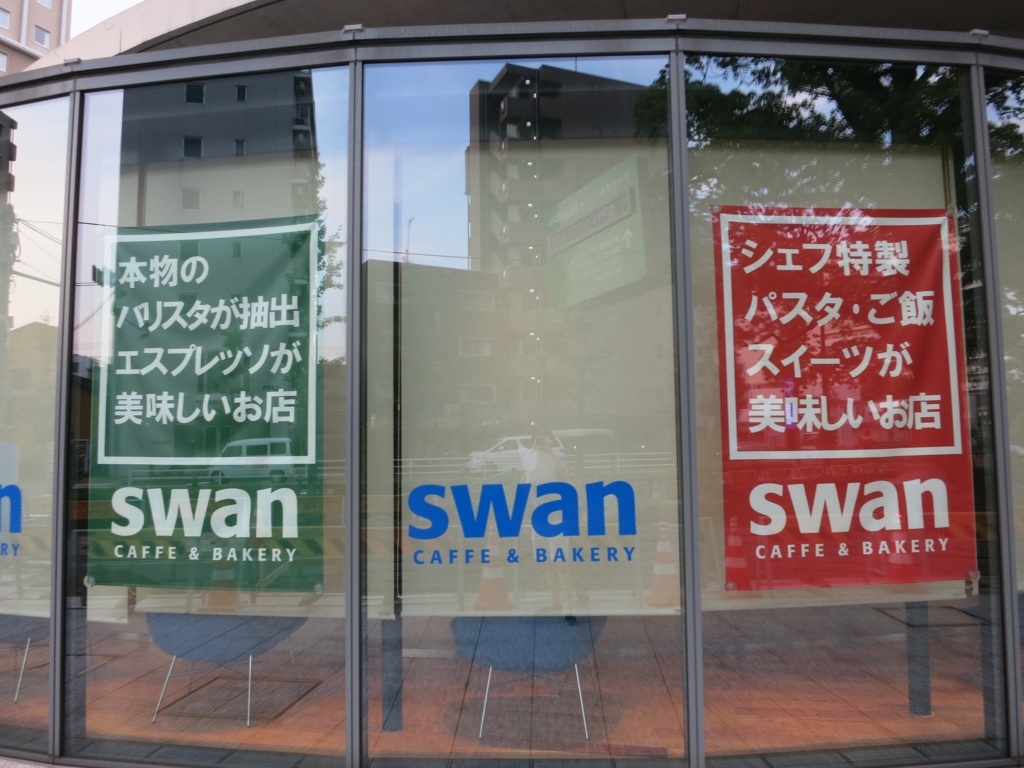 本物の
バリスタが抽出
エスプレッソが
美味しいお店
swan
CAFFE & BAKERY
swan
CAFFE & BAKERY
シェフ特製
パスタ・ご飯
スイーツが
美味しいお店
swan
CAFFE & BAKERY
n
RY